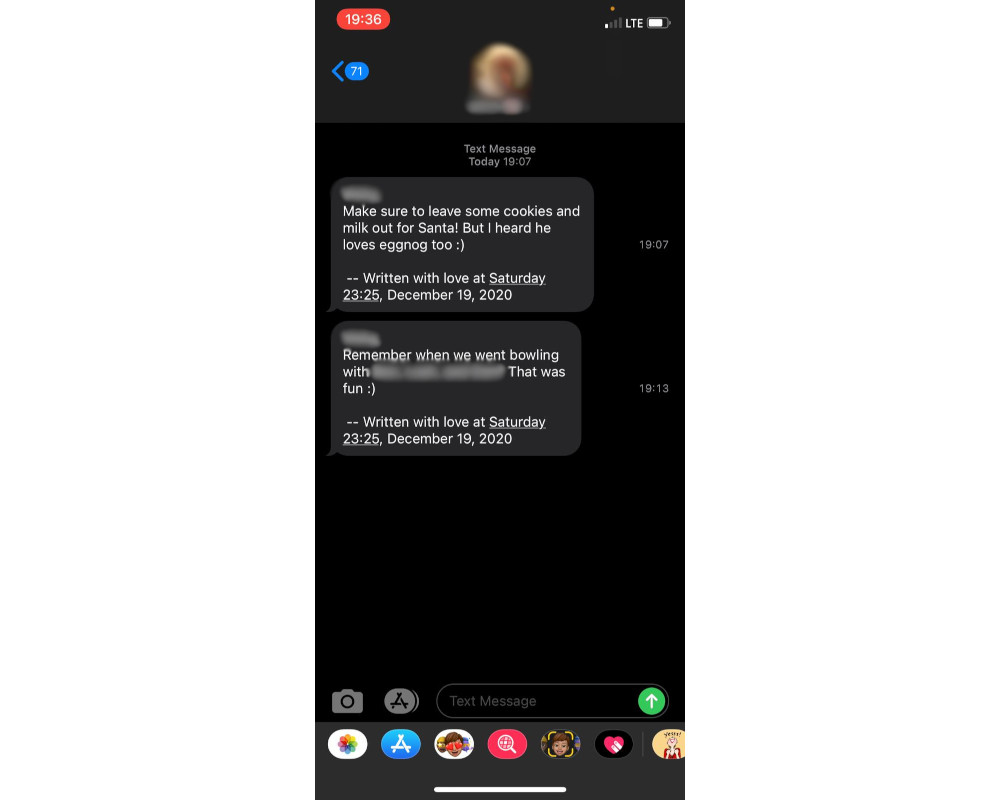 19:36
LTE
71
Text Message
Today 19:07
Make sure to leave some cookies and
milk out for Santa! But I heard he
loves eggnog too :)
19:07
-- Written with love at Saturday
23:25, December 19, 2020
Remember when we went bowling
with That was
fun :)
19:13
-- Written with love at Saturday
23:25, December 19, 2020
Text Message